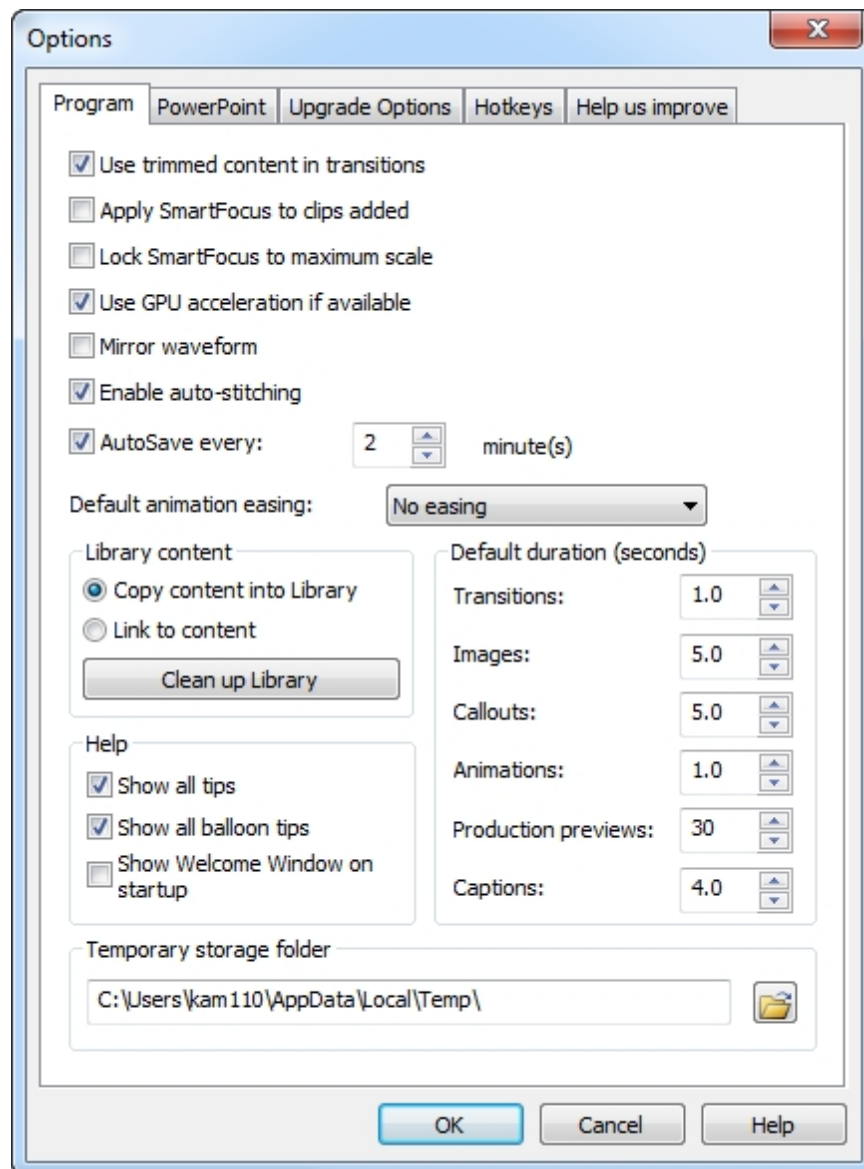 Options
Program PowerPoint Upgrade Options Hotkeys Help us improve
Use trimmed content in transitions
Apply SmartFocus to clips added
Lock SmartFocus to maximum scale
Use GPU acceleration if available
Mirror waveform
Enable auto-stitching
AutoSave every: 2 minute(s)
Default animation easing: No easing
Library content
Copy content into Library
Link to content
Clean up Library
Help
Show all tips
Show all balloon tips
Show Welcome Window on
startup
Default duration (seconds)
Transitions: 1.0
Images: 5.0
Callouts: 5.0
Animations: 1.0
Production previews: 30
Captions: 4.0
Temporary storage folder
C:\Users\kam110\AppData\Local\Temp\
OK Cancel Help